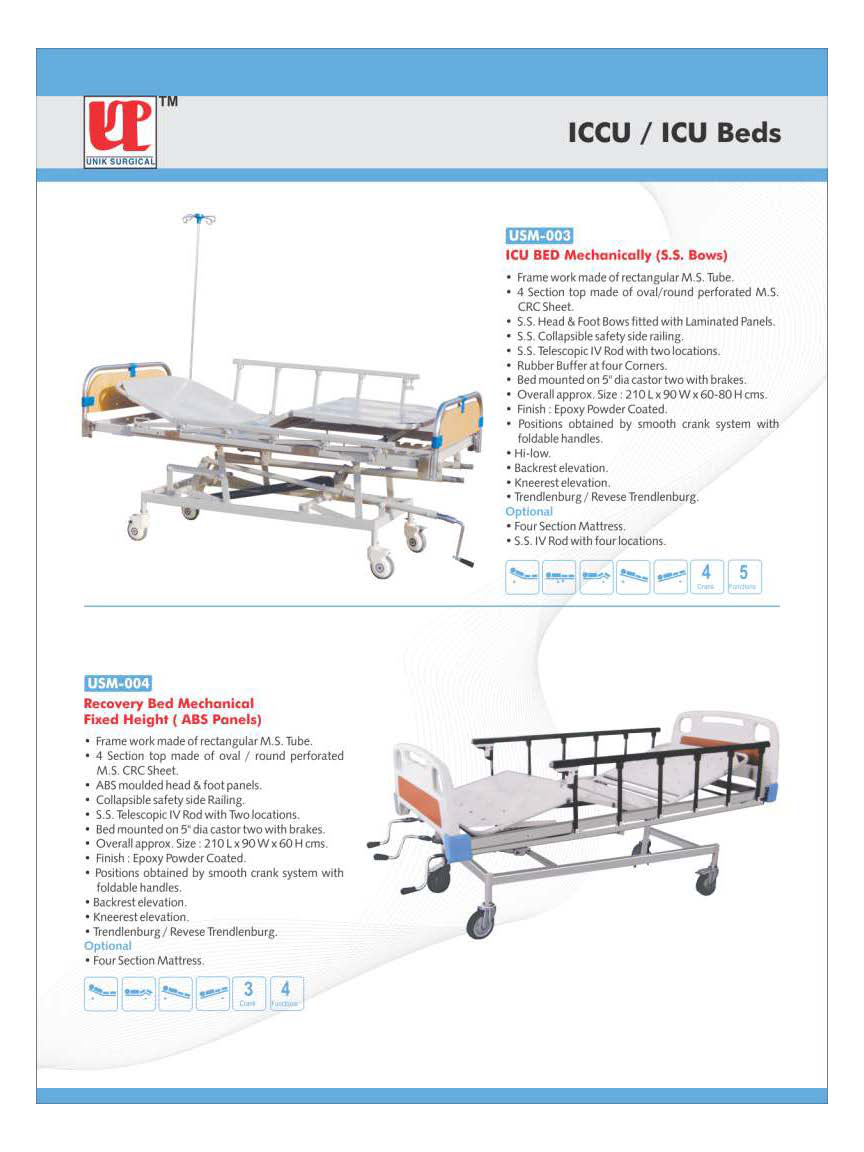 TM
UP
UNIK SURGICAL
ICCU / ICU Beds
USM-003
ICU BED Mechanically (S.S. Bows)
• Frame work made of rectangular M.S. Tube.
• 4 Section top made of oval/round perforated M.S.
CRC Sheet.
• S.S. Head & Foot Bows fitted with Laminated Panels.
• S.S. Collapsible safety side railing.
• S.S. Telescopic IV Rod with two locations.
• Rubber Buffer at four Corners.
• Bed mounted on 5" dia castor two with brakes.
• Overall approx. Size : 210 L x 90 W x 60-80 H cms.
• Finish : Epoxy Powder Coated.
• Positions obtained by smooth crank system with
foldable handles.
• Hi-low.
• Backrest elevation.
• Kneerest elevation.
• Trendlenburg / Revese Trendlenburg.
Optional
• Four Section Mattress.
• S.S. IV Rod with four locations.
4 5
Crank Functions
USM-004
Recovery Bed Mechanical
Fixed Height ( ABS Panels)
• Frame work made of rectangular M.S. Tube.
• 4 Section top made of oval / round perforated
M.S. CRC Sheet.
• ABS moulded head & foot panels.
• Collapsible safety side Railing.
• S.S. Telescopic IV Rod with Two locations.
• Bed mounted on 5" dia castor two with brakes.
• Overall approx. Size : 210 L x 90 W x 60 H cms.
• Finish : Epoxy Powder Coated.
• Positions obtained by smooth crank system with
foldable handles.
• Backrest elevation.
• Kneerest elevation.
• Trendlenburg / Revese Trendlenburg.
Optional
• Four Section Mattress.
3 4
Crank Functions